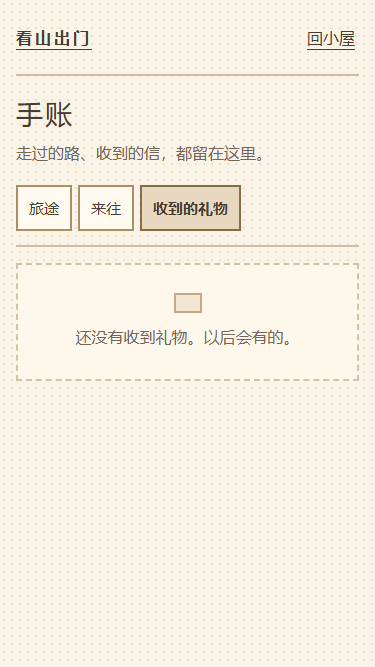 看山出门
回小屋
手账
走过的路、收到的信，都留在这里。
旅途
来往
收到的礼物
还没有收到礼物。以后会有的。